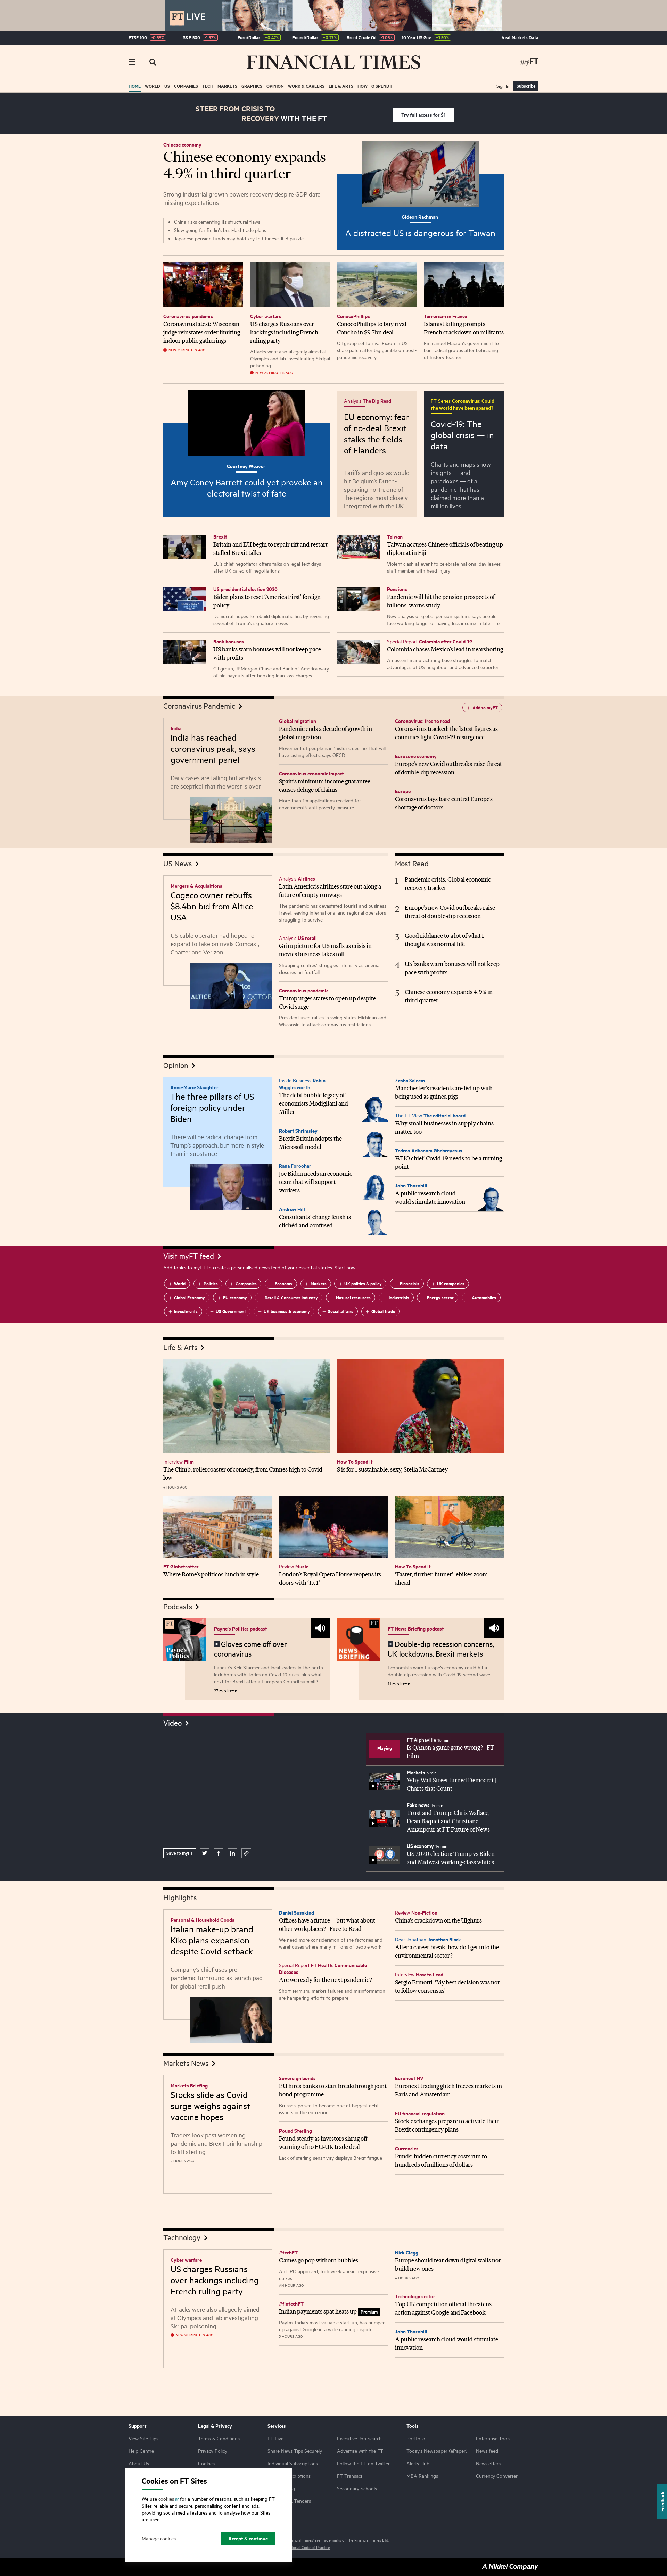 FT LIVE
FTSE 100 -0.59%
S&P 500
Euro/Dollar +0.42%
Pound/Dollar +0.27%
Brent Crude Oil
10 Year US Gov +1.80%
Visit Markets Data
FINANCIAL TIMES
myFT
HOME WORLD US COMPANIES TECH MARKETS GRAPHICS OPINION WORK & CAREERS LIFE & ARTS HOW TO SPEND IT
Sign In
Subscribe
STEER FROM CRISIS TO
RECOVERY WITH THE FT
Try full access for $1
Chinese economy
Chinese economy expands
4.9% in third quarter
Strong industrial growth powers recovery despite GDP data
missing expectations
China risks cementing its structural flaws
Slow going for Berlin's best-laid trade plans
Japanese pension funds may hold key to Chinese JGB puzzle
Gideon Rachman
A distracted US is dangerous for Taiwan
Coronavirus pandemic
Coronavirus latest: Wisconsin
judge reinstates order limiting
indoor public gatherings
Cyber warfare
US charges Russians over
hackings including French
ruling party
Attacks were also allegedly aimed at
Olympics and lab investigating Skripal
poisoning
NEW 28 MINUTES AGO
ConocoPhillips
ConocoPhillips to buy rival
Concho in $9.7bn deal
Oil group set to rival Exxon in US
shale patch after big gamble on post-
pandemic recovery
Terrorism in France
Islamist killing prompts
French crackdown on militants
Emmanuel Macron's government to
ban radical groups after beheading
of history teacher
Courtney Weaver
Amy Coney Barrett could yet provoke an
electoral twist of fate
Analysis The Big Read
EU economy: fear
of no-deal Brexit
stalks the fields
of Flanders
Tariffs and quotas would
hit Belgium's Dutch-
speaking north, one of
the regions most closely
integrated with the UK
FT Series Coronavirus: Could
the world have been spared?
Covid-19: The
global crisis — in
data
Charts and maps show
insights — and
paradoxes — of a
pandemic that has
claimed more than a
million lives
Brexit
Britain and EU begin to repair rift and restart
stalled Brexit talks
EU's chief negotiator offers talks on legal text days
after UK called off negotiations
Taiwan
Taiwan accuses Chinese officials of beating up
diplomat in Fiji
Violent clash at event to celebrate national day leaves
staff member with head injury
US presidential election 2020
Biden plans to reset 'America First' foreign
policy
Democrat hopes to rebuild diplomatic ties by reversing
several of Trump's signature moves
Pensions
Pandemic will hit the pension prospects of
billions, warns study
New analysis of global pension systems says people
face working longer or having less income in later life
Bank bonuses
US banks warn bonuses will not keep pace
with profits
Citigroup, JPMorgan Chase and Bank of America wary
of big payouts after booking loan loss charges
Special Report Colombia after Covid-19
Colombia chases Mexico's lead in nearshoring
A nascent manufacturing base struggles to match
advantages of US neighbour and advanced exporter
Coronavirus Pandemic
+ Add to myFT
India
India has reached
coronavirus peak, says
government panel
Daily cases are falling but analysts
are sceptical that the worst is over
Global migration
Pandemic ends a decade of growth in
global migration
Movement of people is in 'historic decline' that will
have lasting effects, says OECD
Coronavirus economic impact
Spain's minimum income guarantee
causes deluge of claims
More than 1m applications received for
government's anti-poverty measure
Coronavirus: free to read
Coronavirus tracked: the latest figures as
countries fight Covid-19 resurgence
Eurozone economy
Europe's new Covid outbreaks raise threat
of double-dip recession
Europe
Coronavirus lays bare central Europe's
shortage of doctors
US News
Mergers & Acquisitions
Cogeco owner rebuffs
$8.4bn bid from Altice
USA
US cable operator had hoped to
expand to take on rivals Comcast,
Charter and Verizon
Analysis Airlines
Latin America's airlines stare out along a
future of empty runways
The pandemic has devastated tourist and business
travel, leaving international and regional operators
struggling to survive
Analysis US retail
Grim picture for US malls as crisis in
movies business takes toll
Shopping centres' struggles intensify as cinema
closures hit footfall
Coronavirus pandemic
Trump urges states to open up despite
Covid surge
President used rallies in swing states Michigan and
Wisconsin to attack coronavirus restrictions
Most Read
1 Pandemic crisis: Global economic
recovery tracker
2 Europe's new Covid outbreaks raise
threat of double-dip recession
3 Good riddance to a lot of what I
thought was normal life
4 US banks warn bonuses will not keep
pace with profits
5 Chinese economy expands 4.9% in
third quarter
Opinion
Anne-Marie Slaughter
The three pillars of US
foreign policy under
Biden
There will be radical change from
Trump's approach, but more in style
than in substance
Inside Business Robin
Wigglesworth
The debt bubble legacy of
economists Modigliani and
Miller
Robert Shrimsley
Brexit Britain adopts the
Microsoft model
Rana Foroohar
Joe Biden needs an economic
team that will support
workers
Andrew Hill
Consultants' change fetish is
clichéd and confused
Zesha Saleem
Manchester's residents are fed up with
being used as guinea pigs
The FT View The editorial board
Why small businesses in supply chains
matter too
Tedros Adhanom Ghebreyesus
WHO chief: Covid-19 needs to be a turning
point
John Thornhill
A public research cloud
would stimulate innovation
Visit myFT feed
Add topics to myFT to create a personalised news feed of your essential stories. Start now
+ World + Politics + Companies + Economy + Markets + UK politics & policy + Financials + UK companies
+ Global Economy + EU economy + Retail & Consumer industry + Natural resources + Industrials + Energy sector + Automobiles
+ Investments + US Government + UK business & economy + Social affairs + Global trade
Life & Arts
Interview Film
The Climb: rollercoaster of comedy, from Cannes high to Covid
low
4 HOURS AGO
How To Spend It
S is for... sustainable, sexy, Stella McCartney
FT Globetrotter
Where Rome's politicos lunch in style
Review Music
London's Royal Opera House reopens its
doors with '4x4'
How To Spend It
'Faster, further, funner': ebikes zoom
ahead
Podcasts
FT
Payne's
Politics
Payne's Politics podcast
Gloves come off over
coronavirus
Labour's Keir Starmer and local leaders in the north
lock horns with Tories on Covid-19 rules, plus what
next for Brexit after a European Council summit?
27 min listen
FT
NEWS
BRIEFING
FT News Briefing podcast
Double-dip recession concerns,
UK lockdowns, Brexit markets
Economists warn Europe's economy could hit a
double-dip recession with Covid-19 second wave
11 min listen
Video
Playing
FT Alphaville 16 min
Is QAnon a game gone wrong? | FT
Film
Markets 3 min
Why Wall Street turned Democrat |
Charts that Count
Fake news 14 min
Trust and Trump: Chris Wallace,
Dean Baquet and Christiane
Amanpour at FT Future of News
US economy 14 min
US 2020 election: Trump vs Biden
and Midwest working-class whites
Save to myFT
Highlights
Personal & Household Goods
Italian make-up brand
Kiko plans expansion
despite Covid setback
Company's chief uses pre-
pandemic turnround as launch pad
for global retail push
Daniel Susskind
Offices have a future — but what about
other workplaces? | Free to Read
We need more consideration of the factories and
warehouses where many millions of people work
Special Report FT Health: Communicable
Diseases
Are we ready for the next pandemic?
Short-termism, market failures and misinformation
are hampering efforts to prepare
Review Non-Fiction
China's crackdown on the Uighurs
Dear Jonathan Jonathan Black
After a career break, how do I get into the
environmental sector?
Interview How to Lead
Sergio Ermotti: 'My best decision was not
to follow consensus'
Markets News
Markets Briefing
Stocks slide as Covid
surge weighs against
vaccine hopes
Traders look past worsening
pandemic and Brexit brinkmanship
to lift sterling
2 HOURS AGO
Sovereign bonds
EU hires banks to start breakthrough joint
bond programme
Brussels poised to become one of biggest debt
issuers in the eurozone
Pound Sterling
Pound steady as investors shrug off
warning of no EU-UK trade deal
Lack of sterling sensitivity displays Brexit fatigue
Euronext NV
Euronext trading glitch freezes markets in
Paris and Amsterdam
EU financial regulation
Stock exchanges prepare to activate their
Brexit contingency plans
Currencies
Funds' hidden currency costs run to
hundreds of millions of dollars
Technology
Cyber warfare
US charges Russians
over hackings including
French ruling party
Attacks were also allegedly aimed
at Olympics and lab investigating
Skripal poisoning
NEW 28 MINUTES AGO
#techFT
Games go pop without bubbles
Ant IPO approved, tech week ahead, expensive
ebikes
AN HOUR AGO
#fintechFT
Indian payments spat heats up Premium
Paytm, India's most valuable start-up, has bumped
up against Google in a wide ranging dispute
Nick Clegg
Europe should tear down digital walls not
build new ones
4 HOURS AGO
Technology sector
Top UK competition official threatens
action against Google and Facebook
John Thornhill
A public research cloud would stimulate
innovation
Feedback
Support
View Site Tips
Help Centre
About Us
Legal & Privacy
Terms & Conditions
Privacy Policy
Cookies
Services
FT Live
Share News Tips Securely
Individual Subscriptions
Executive Job Search
Advertise with the FT
Follow the FT on Twitter
FT Transact
Secondary Schools
Tools
Portfolio
Today's Newspaper (ePaper)
Alerts Hub
MBA Rankings
Enterprise Tools
News feed
Newsletters
Currency Converter
Cookies on FT Sites
We use cookies for a number of reasons, such as keeping FT
Sites reliable and secure, personalising content and ads,
providing social media features and to analyse how our Sites
are used.
Manage cookies
Accept & continue
A Nikkei Company